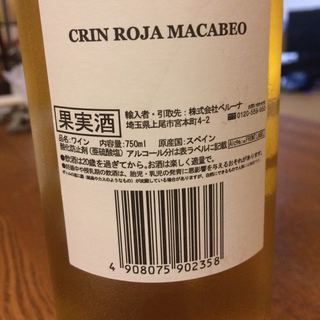 CRIN ROJA MACABEO
果実酒
輸入者・引取先：株式会社ベルーナ
埼玉県上尾市宮本町4-2
0120-889-
品名：ワイン 内容量：750ml 原産国：スペイン
酸化防止剤（亜硫酸塩） アルコール分は表ラベルに記載
●飲酒は20歳を過ぎてから。お酒は楽しく適量で。
●妊娠中や授乳期の飲酒は、胎児・乳児の発育に悪影響を与えるおそれがあります。
4 908075 902358